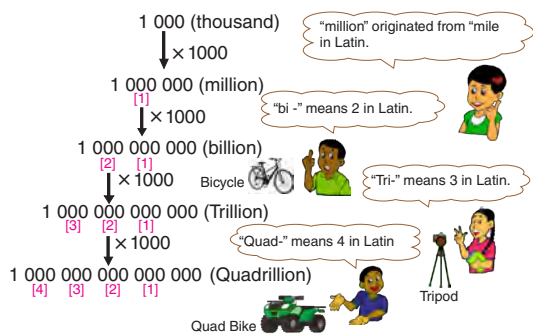 1 000 (thousand)
×1000
“million” originated from “mile
in Latin.
1 000 000 (million)
[1]
×1000
“bi -” means 2 in Latin.
1 000 000 000 (billion)
[2] [1]
×1000
Bicycle
“Tri-” means 3 in Latin.
1 000 000 000 000 (Trillion)
[3] [2] [1]
×1000
“Quad-” means 4 in Latin
1 000 000 000 000 000 (Quadrillion)
[4] [3] [2] [1]
Tripod
Quad Bike